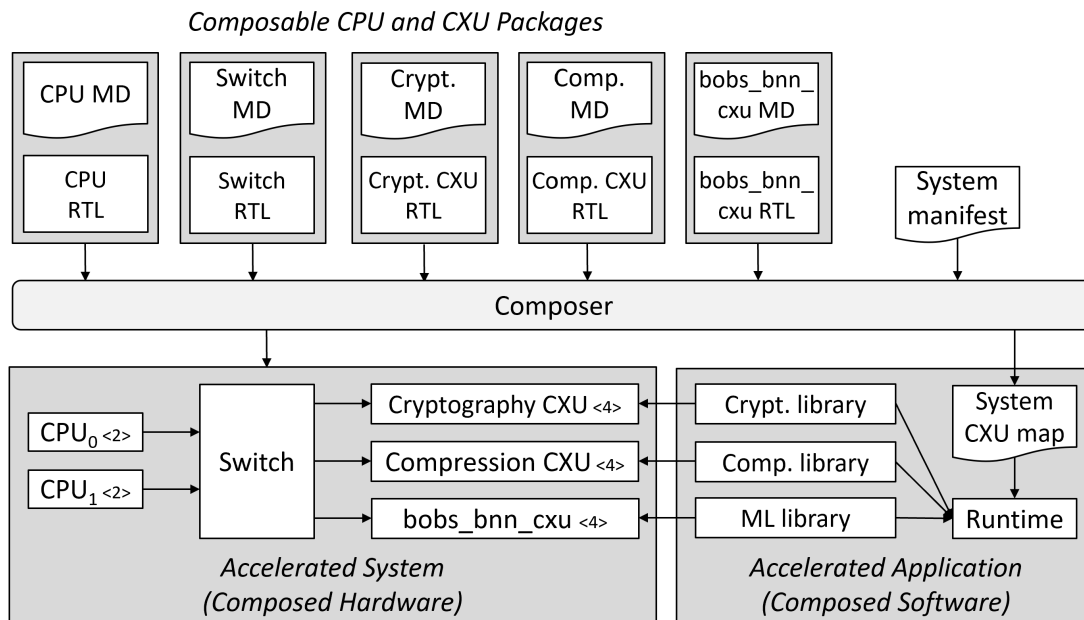 Composable CPU and CXU Packages
CPU MD
CPU
RTL
Switch
MD
Switch
RTL
Crypt.
MD
Crypt. CXU
RTL
Comp.
MD
Comp. CXU
RTL
bobs_bnn_
cxu MD
bobs_bnn_
cxu RTL
System
manifest
Composer
CPU₀ <2>
CPU₁ <2>
Switch
Cryptography CXU <4>
Compression CXU <4>
bobs_bnn_cxu <4>
Accelerated System
(Composed Hardware)
Crypt. library
Comp. library
ML library
System
CXU map
Runtime
Accelerated Application
(Composed Software)